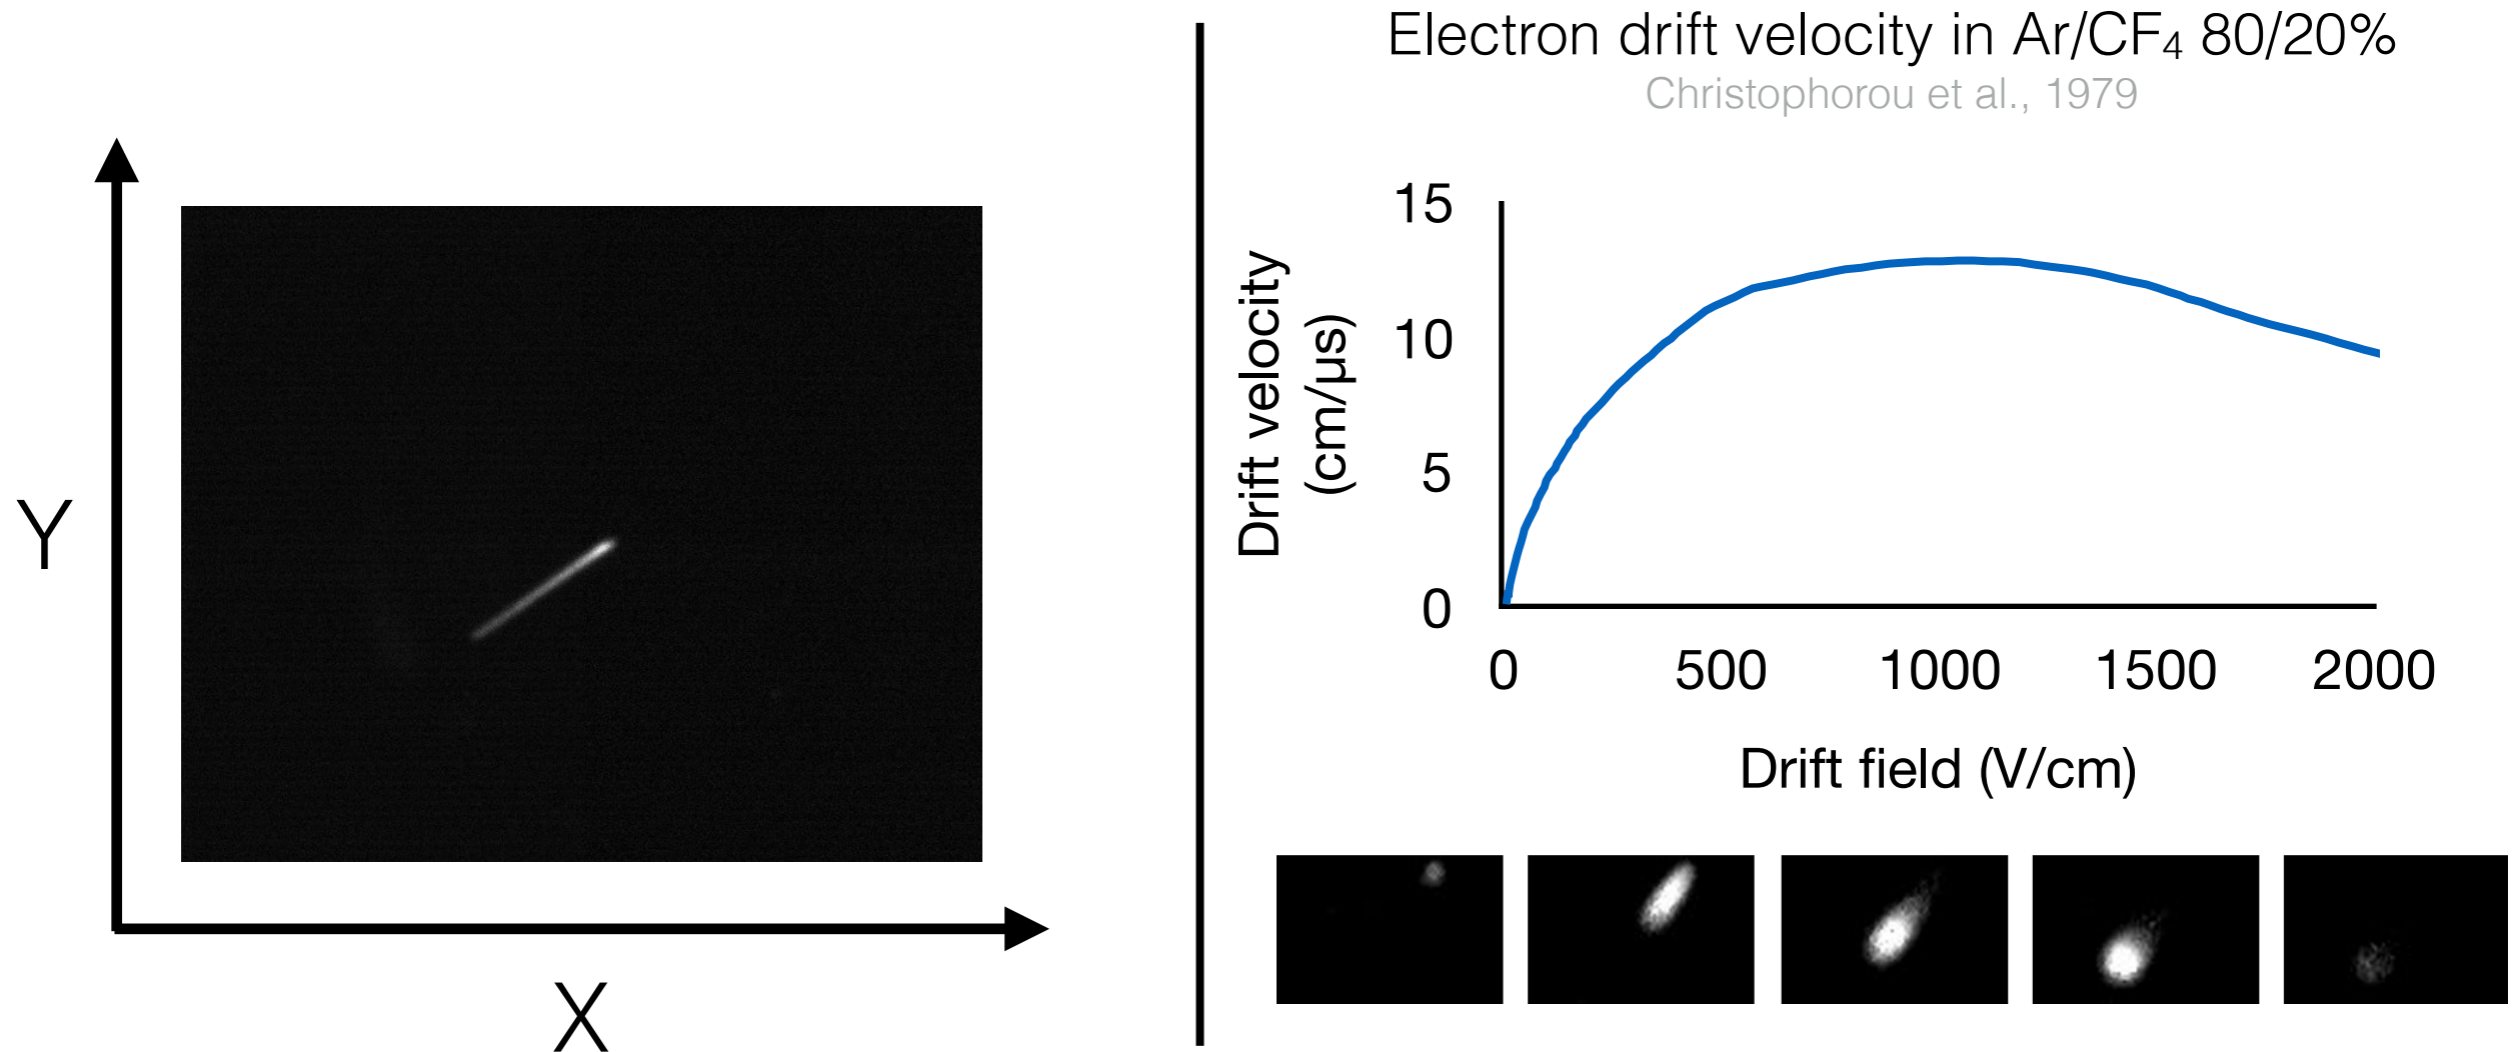 Electron drift velocity in Ar/CF₄ 80/20%
Christophorou et al., 1979
Y
X
Drift velocity
(cm/µs)
15
10
5
0
0 500 1000 1500 2000
Drift field (V/cm)